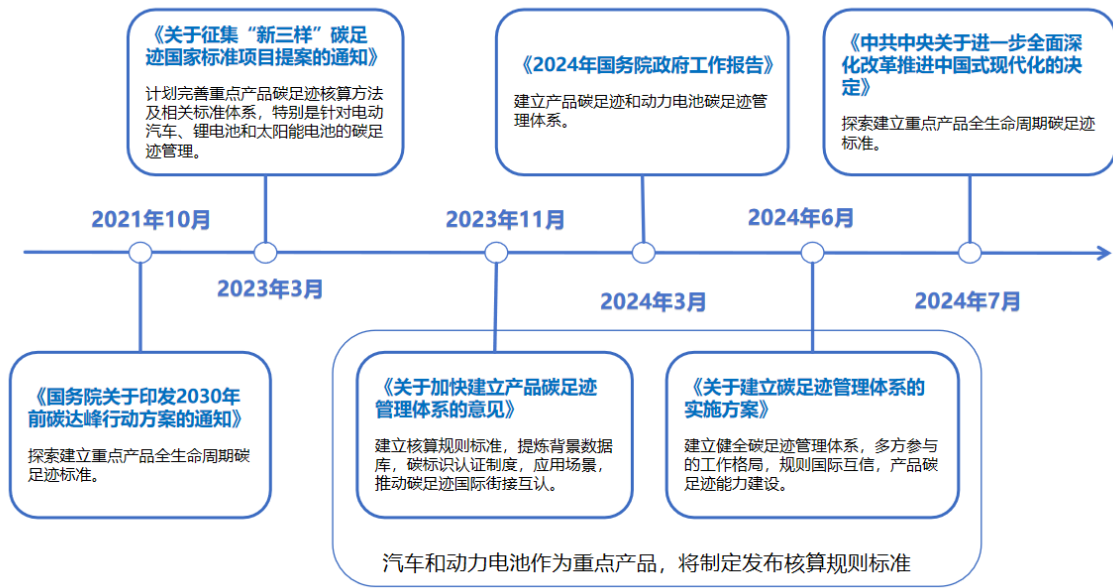 《关于征集“新三样”碳足
迹国家标准项目提案的通知》
计划完善重点产品碳足迹核算方法
及相关标准体系，特别是针对电动
汽车、锂电池和太阳能电池的碳足
迹管理。
《2024年国务院政府工作报告》
建立产品碳足迹和动力电池碳足迹管
理体系。
《中共中央关于进一步全面深
化改革推进中国式现代化的决
定》
探索建立重点产品全生命周期碳足迹
标准。
2021年10月
2023年11月
2024年6月
2023年3月
2024年3月
2024年7月
《国务院关于印发2030年
前碳达峰行动方案的通知》
探索建立重点产品全生命周期碳
足迹标准。
《关于加快建立产品碳足迹
管理体系的意见》
建立核算规则标准，提炼背景数据
库，碳标识认证制度，应用场景，
推动碳足迹国际衔接互认。
《关于建立碳足迹管理体系的
实施方案》
建立健全碳足迹管理体系，多方参与
的工作格局，规则国际互信，产品碳
足迹能力建设。
汽车和动力电池作为重点产品，将制定发布核算规则标准